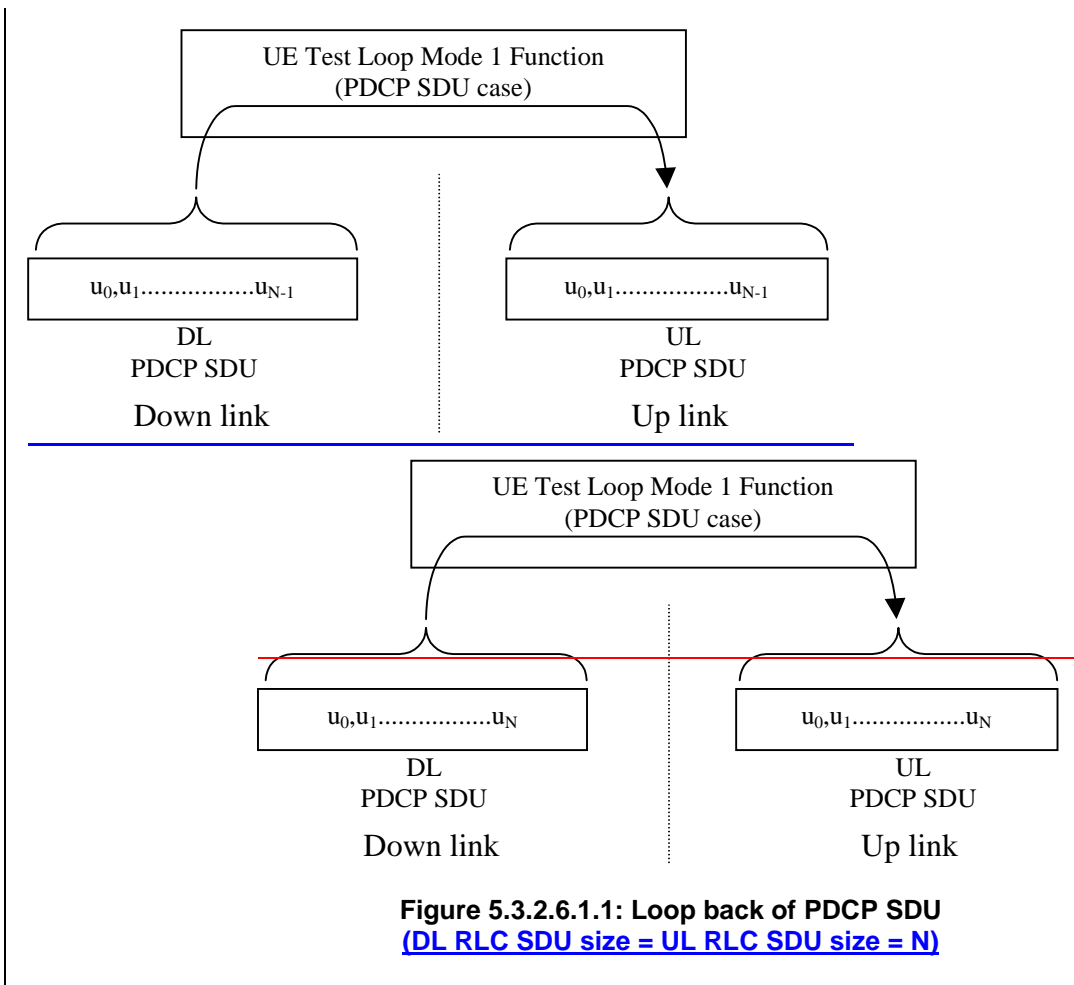 UE Test Loop Mode 1 Function
(PDCP SDU case)
u0,u1.................uN-1
u0,u1.................uN-1
DL
PDCP SDU
UL
PDCP SDU
Down link
Up link
UE Test Loop Mode 1 Function
(PDCP SDU case)
u0,u1.................uN
u0,u1.................uN
DL
PDCP SDU
UL
PDCP SDU
Down link
Up link
Figure 5.3.2.6.1.1: Loop back of PDCP SDU
(DL RLC SDU size = UL RLC SDU size = N)